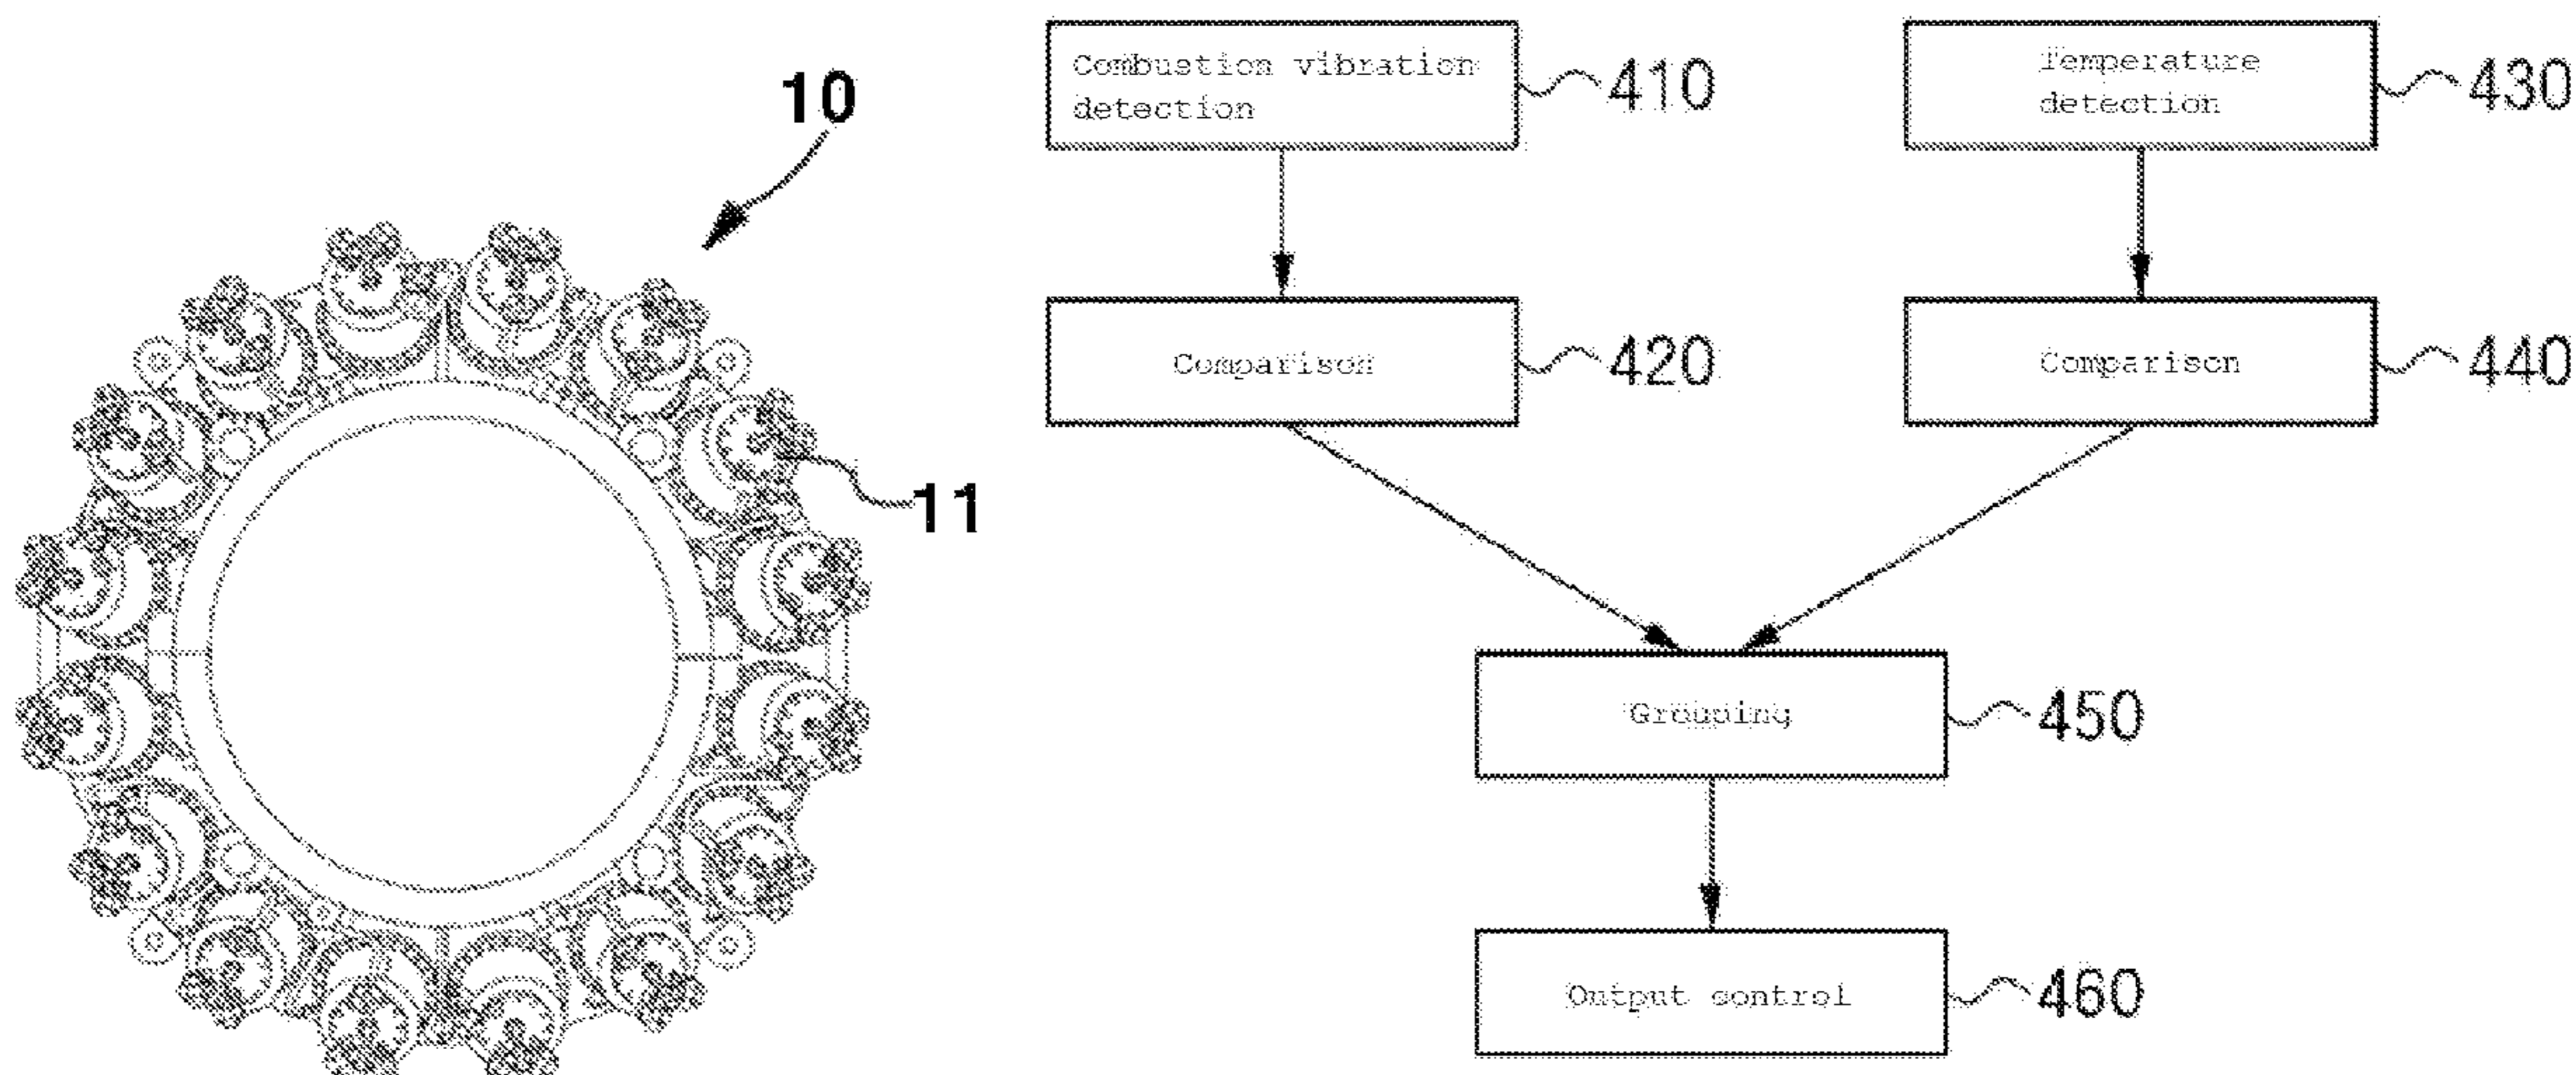 10
11
Combustion vibration
detection
410
Temperature
detection
430
Comparison
420
Comparison
440
Grouping
450
Output control
460